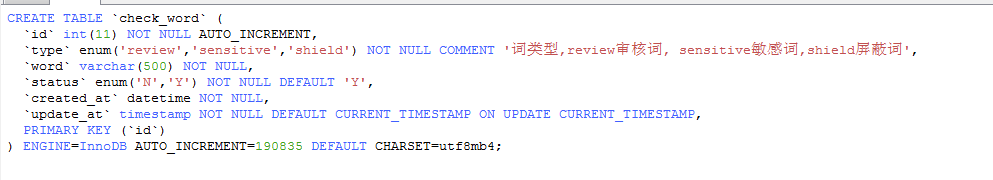 CREATE TABLE `check_word` (
  `id` int(11) NOT NULL AUTO_INCREMENT,
  `type` enum('review','sensitive','shield') NOT NULL COMMENT '词类型,review审核词, sensitive敏感词,shield屏蔽词',
  `word` varchar(500) NOT NULL,
  `status` enum('N','Y') NOT NULL DEFAULT 'Y',
  `created_at` datetime NOT NULL,
  `update_at` timestamp NOT NULL DEFAULT CURRENT_TIMESTAMP ON UPDATE CURRENT_TIMESTAMP,
  PRIMARY KEY (`id`)
) ENGINE=InnoDB AUTO_INCREMENT=190835 DEFAULT CHARSET=utf8mb4;